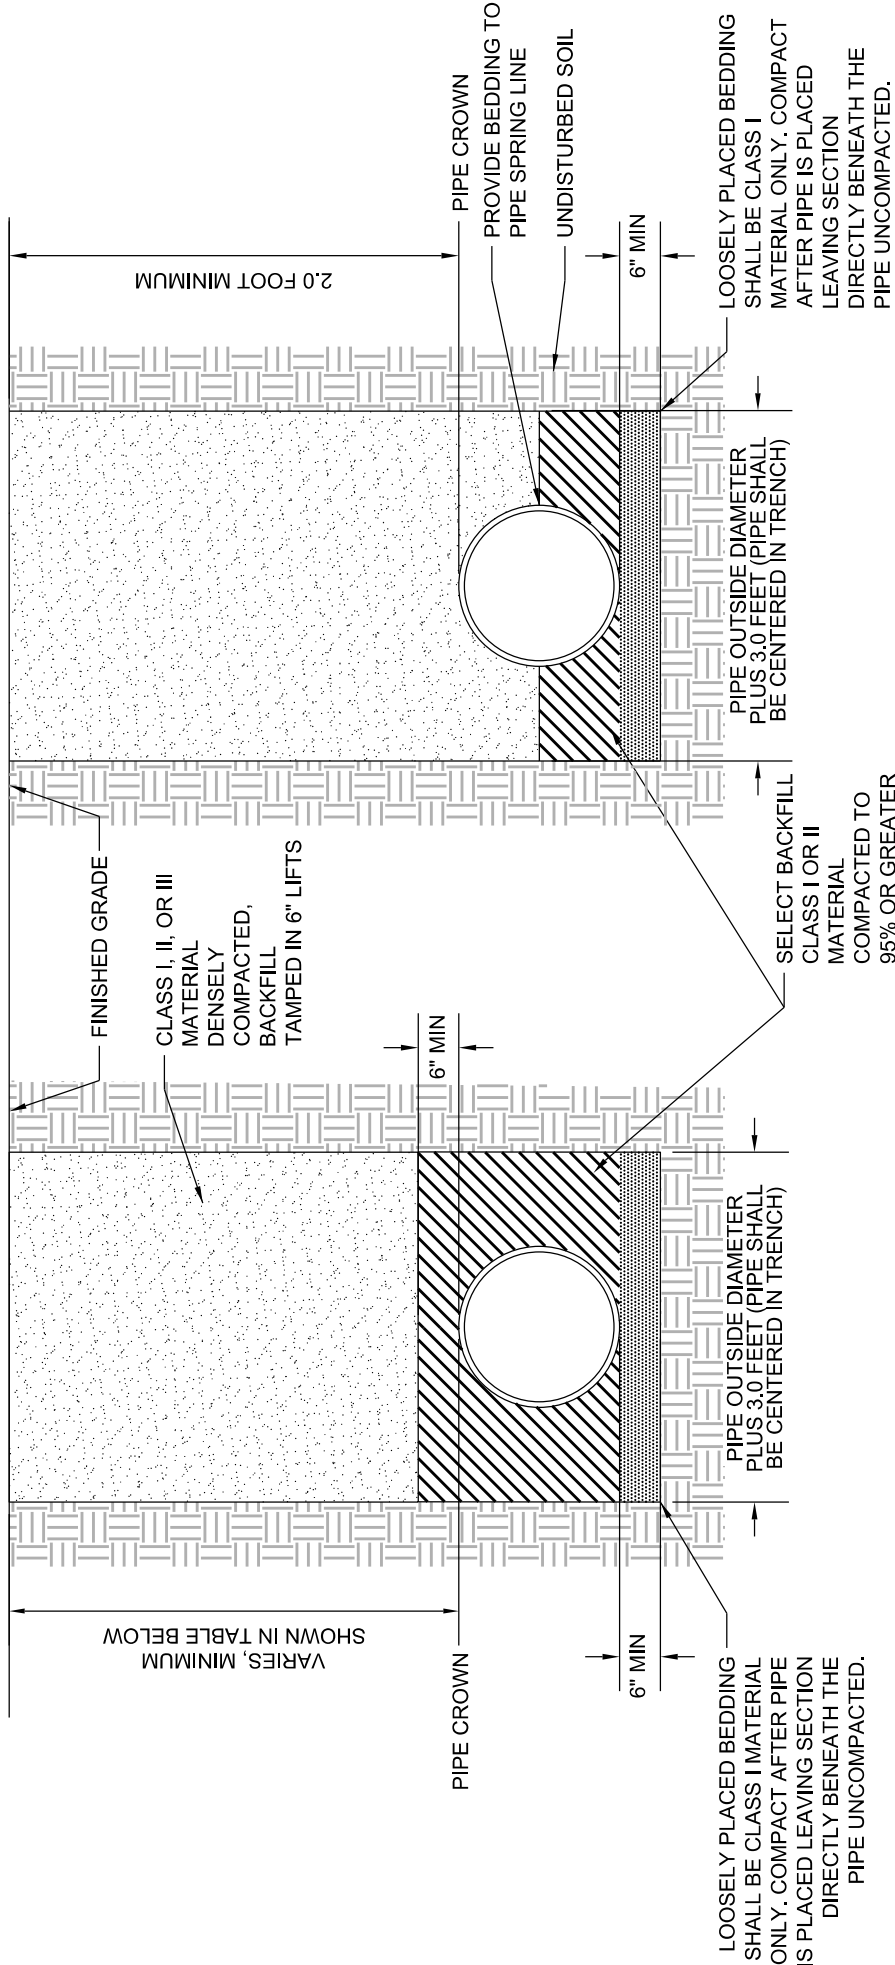 FINISHED GRADE
CLASS I, II, OR III
MATERIAL
DENSELY
COMPACTED,
BACKFILL
TAMPED IN 6" LIFTS
VARIES, MINIMUM
SHOWN IN TABLE BELOW
PIPE CROWN
6" MIN
6" MIN
LOOSELY PLACED BEDDING
SHALL BE CLASS I MATERIAL
ONLY. COMPACT AFTER PIPE
IS PLACED LEAVING SECTION
DIRECTLY BENEATH THE
PIPE UNCOMPACTED.
PIPE OUTSIDE DIAMETER
PLUS 3.0 FEET (PIPE SHALL
BE CENTERED IN TRENCH)
SELECT BACKFILL
CLASS I OR II
MATERIAL
COMPACTED TO
95% OR GREATER
2.0 FOOT MINIMUM
PIPE CROWN
PROVIDE BEDDING TO
PIPE SPRING LINE
UNDISTURBED SOIL
6" MIN
LOOSELY PLACED BEDDING
SHALL BE CLASS I
MATERIAL ONLY. COMPACT
AFTER PIPE IS PLACED
LEAVING SECTION
DIRECTLY BENEATH THE
PIPE UNCOMPACTED.
PIPE OUTSIDE DIAMETER
PLUS 3.0 FEET (PIPE SHALL
BE CENTERED IN TRENCH)